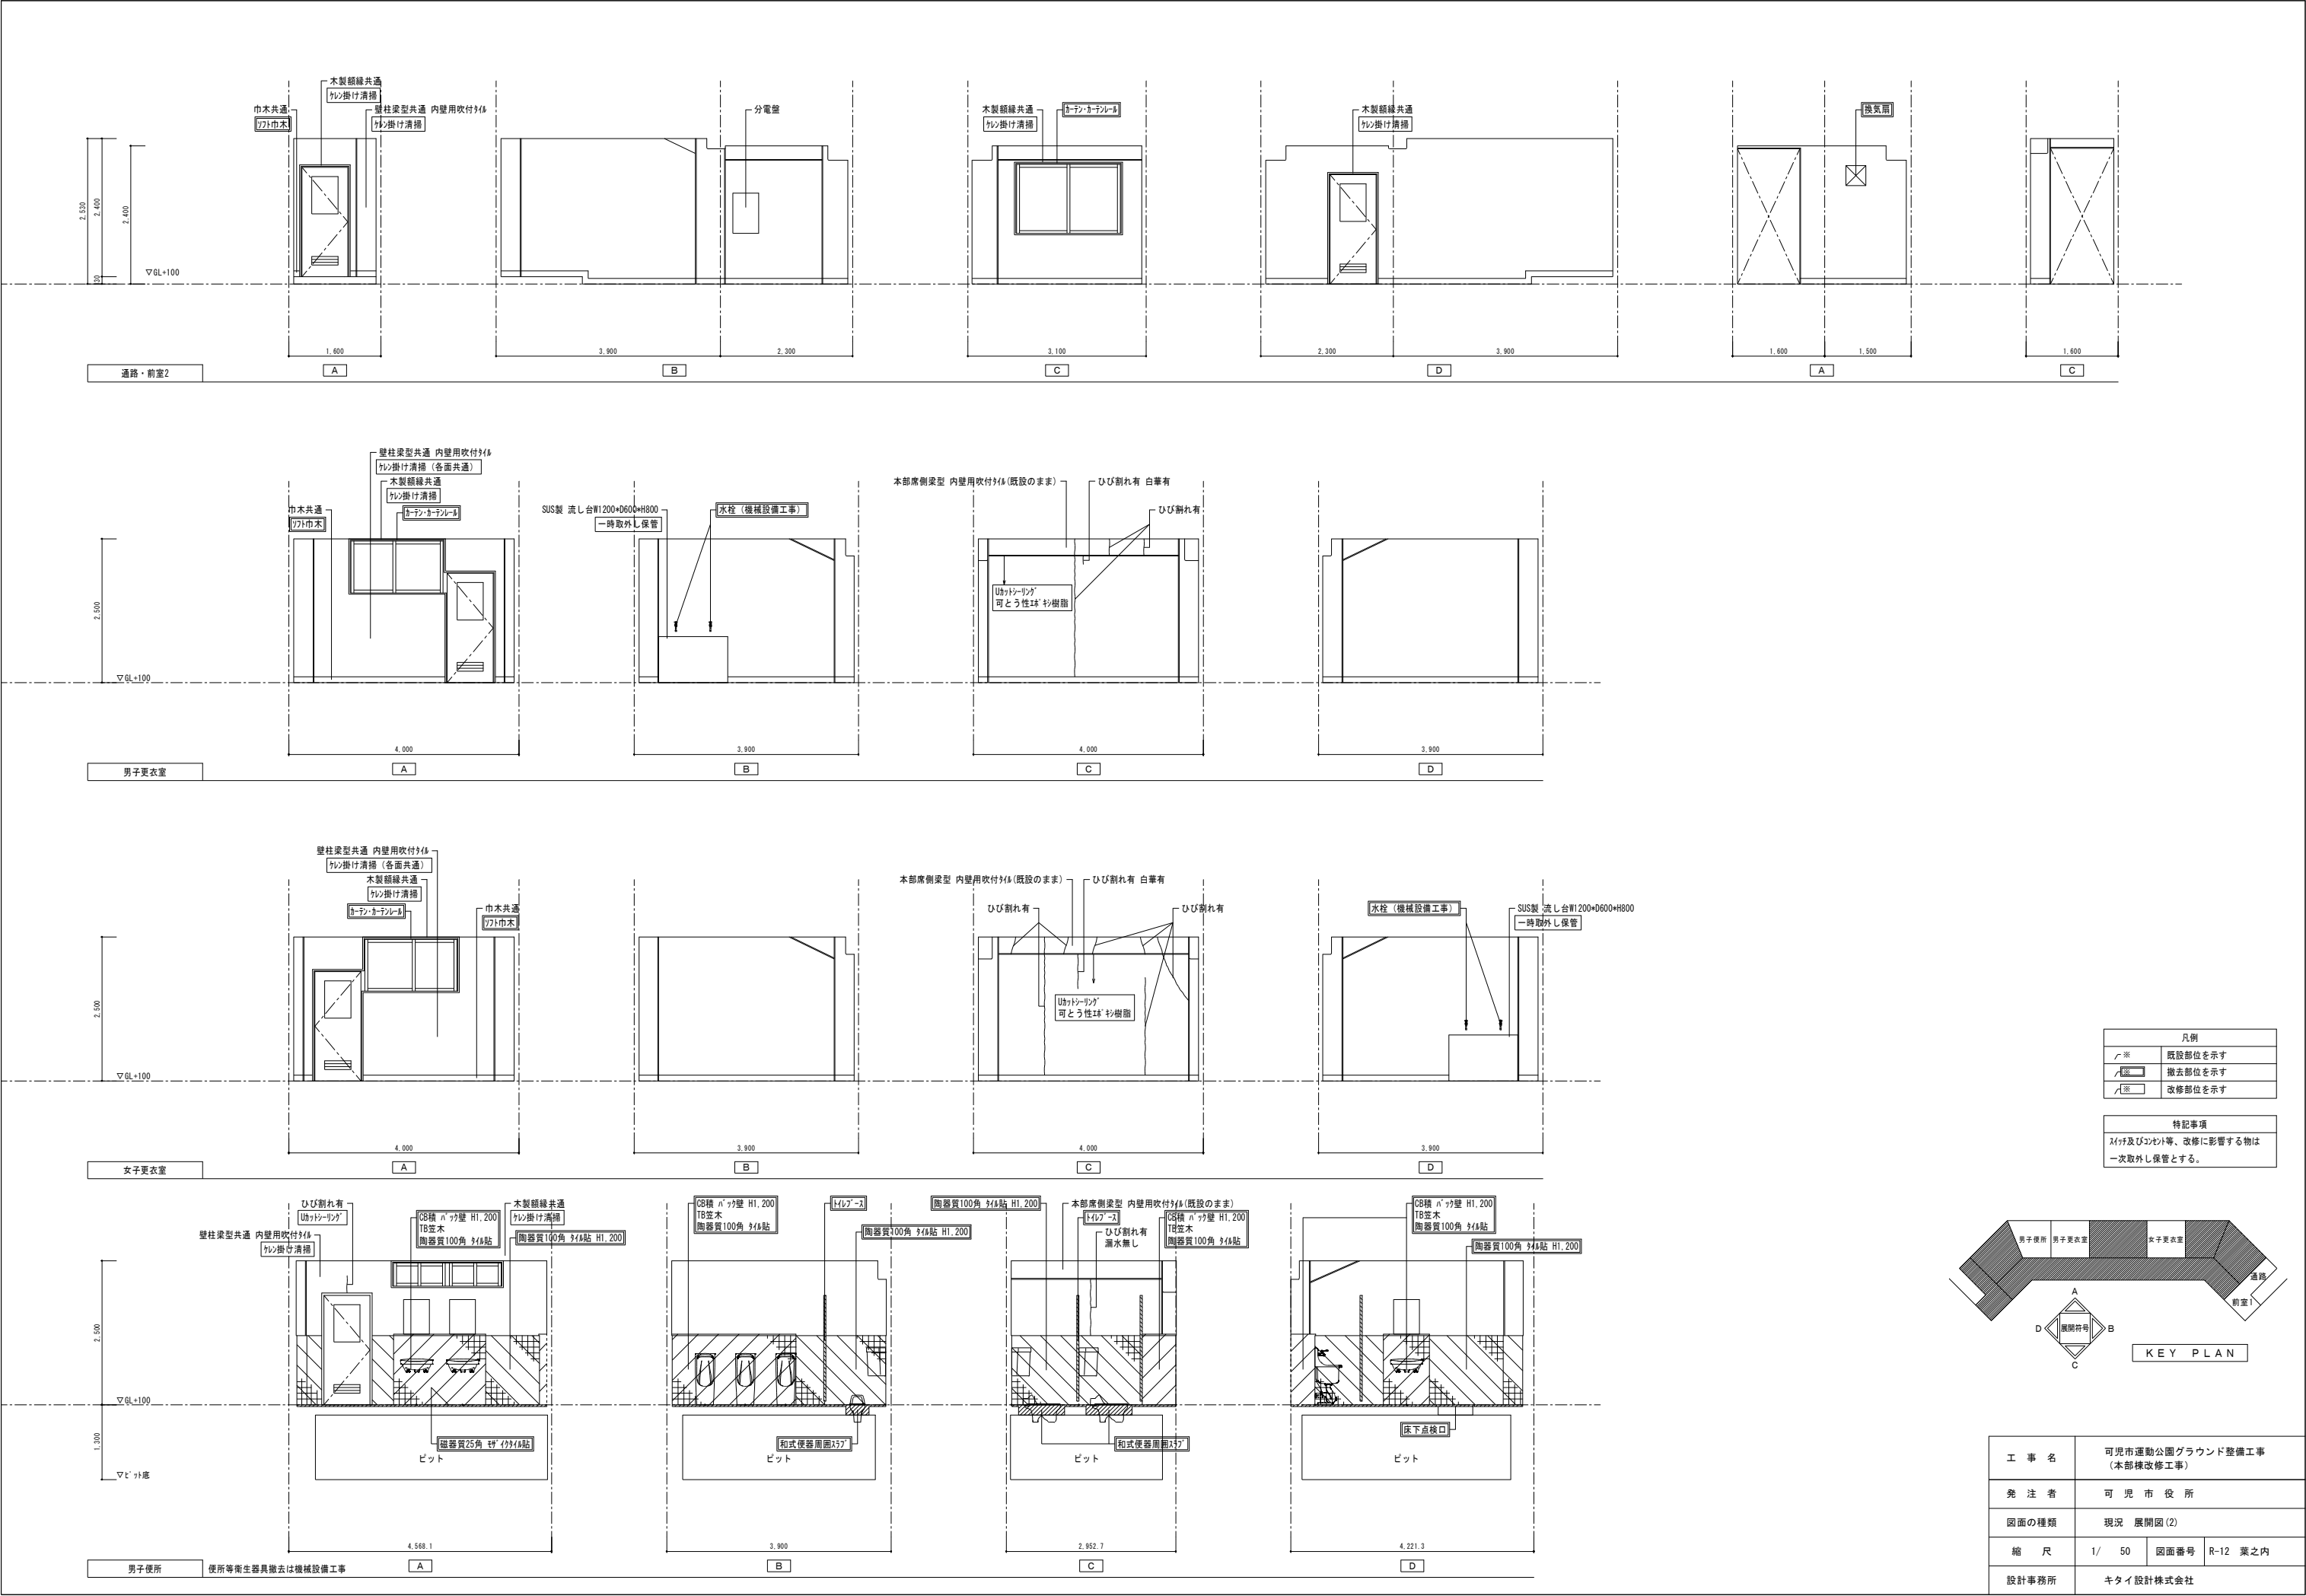 木製額縁共通
ｹﾚﾝ掛け清掃
巾木共通
ｿﾌﾄ巾木
壁柱梁型共通 内壁用吹付ﾀｲﾙ
ｹﾚﾝ掛け清掃
分電盤
木製額縁共通
ｹﾚﾝ掛け清掃
ｶｰﾃﾝ･ｶｰﾃﾝﾚｰﾙ
木製額縁共通
ｹﾚﾝ掛け清掃
換気扇
2,530
2,400
130
2,400
▽GL+100
1,600
3,900
2,300
3,100
2,300
3,900
1,600
1,500
1,600
通路・前室2
A
B
C
D
A
C
壁柱梁型共通 内壁用吹付ﾀｲﾙ
ｹﾚﾝ掛け清掃（各面共通）
木製額縁共通
ｹﾚﾝ掛け清掃
巾木共通
ｿﾌﾄ巾木
ｶｰﾃﾝ･ｶｰﾃﾝﾚｰﾙ
SUS製 流し台W1200*D600*H800
一時取外し保管
水栓（機械設備工事）
本部席側梁型 内壁用吹付ﾀｲﾙ(既設のまま)
ひび割れ有 白華有
ひび割れ有
Uｶｯﾄｼｰﾘﾝｸﾞ
可とう性ｴﾎﾟｷｼ樹脂
2,500
▽GL+100
4,000
3,900
4,000
3,900
男子更衣室
A
B
C
D
壁柱梁型共通 内壁用吹付ﾀｲﾙ
ｹﾚﾝ掛け清掃（各面共通）
木製額縁共通
ｹﾚﾝ掛け清掃
ｶｰﾃﾝ･ｶｰﾃﾝﾚｰﾙ
巾木共通
ｿﾌﾄ巾木
本部席側梁型 内壁用吹付ﾀｲﾙ(既設のまま)
ひび割れ有 白華有
ひび割れ有
ひび割れ有
Uｶｯﾄｼｰﾘﾝｸﾞ
可とう性ｴﾎﾟｷｼ樹脂
水栓（機械設備工事）
SUS製 流し台W1200*D600*H800
一時取外し保管
2,500
▽GL+100
4,000
3,900
4,000
3,900
女子更衣室
A
B
C
D
凡例
※ 既設部位を示す
※ 撤去部位を示す
※ 改修部位を示す
特記事項
ｽｲｯﾁ及びｺﾝｾﾝﾄ等、改修に影響する物は
一次取外し保管とする。
ひび割れ有
Uｶｯﾄｼｰﾘﾝｸﾞ
壁柱梁型共通 内壁用吹付ﾀｲﾙ
ｹﾚﾝ掛け清掃
CB積 ﾊﾞｯｸ壁 H1,200
TB笠木
陶器質100角 ﾀｲﾙ貼
木製額縁共通
ｹﾚﾝ掛け清掃
陶器質100角 ﾀｲﾙ貼 H1,200
CB積 ﾊﾞｯｸ壁 H1,200
TB笠木
陶器質100角 ﾀｲﾙ貼
ﾄｲﾚﾌﾞｰｽ
陶器質100角 ﾀｲﾙ貼 H1,200
陶器質100角 ﾀｲﾙ貼 H1,200
本部席側梁型 内壁用吹付ﾀｲﾙ(既設のまま)
ﾄｲﾚﾌﾞｰｽ
ひび割れ有
漏水無し
CB積 ﾊﾞｯｸ壁 H1,200
TB笠木
陶器質100角 ﾀｲﾙ貼
CB積 ﾊﾞｯｸ壁 H1,200
TB笠木
陶器質100角 ﾀｲﾙ貼
陶器質100角 ﾀｲﾙ貼 H1,200
2,500
▽GL+100
1,300
▽ﾋﾟｯﾄ底
磁器質25角 ﾓｻﾞｲｸﾀｲﾙ貼
ピット
和式便器周囲ｽﾗﾌﾞ
ピット
和式便器周囲ｽﾗﾌﾞ
ピット
床下点検口
ピット
4,568.1
3,900
2,952.7
4,221.3
男子便所
便所等衛生器具撤去は機械設備工事
A
B
C
D
男子便所
男子更衣室
女子更衣室
通路
前室1
A
D
展開符号
B
C
KEY PLAN
工事名
可児市運動公園グラウンド整備工事
（本部棟改修工事）
発注者
可児市役所
図面の種類
現況 展開図(2)
縮尺
1/ 50
図面番号
R-12 葉之内
設計事務所
キタイ設計株式会社